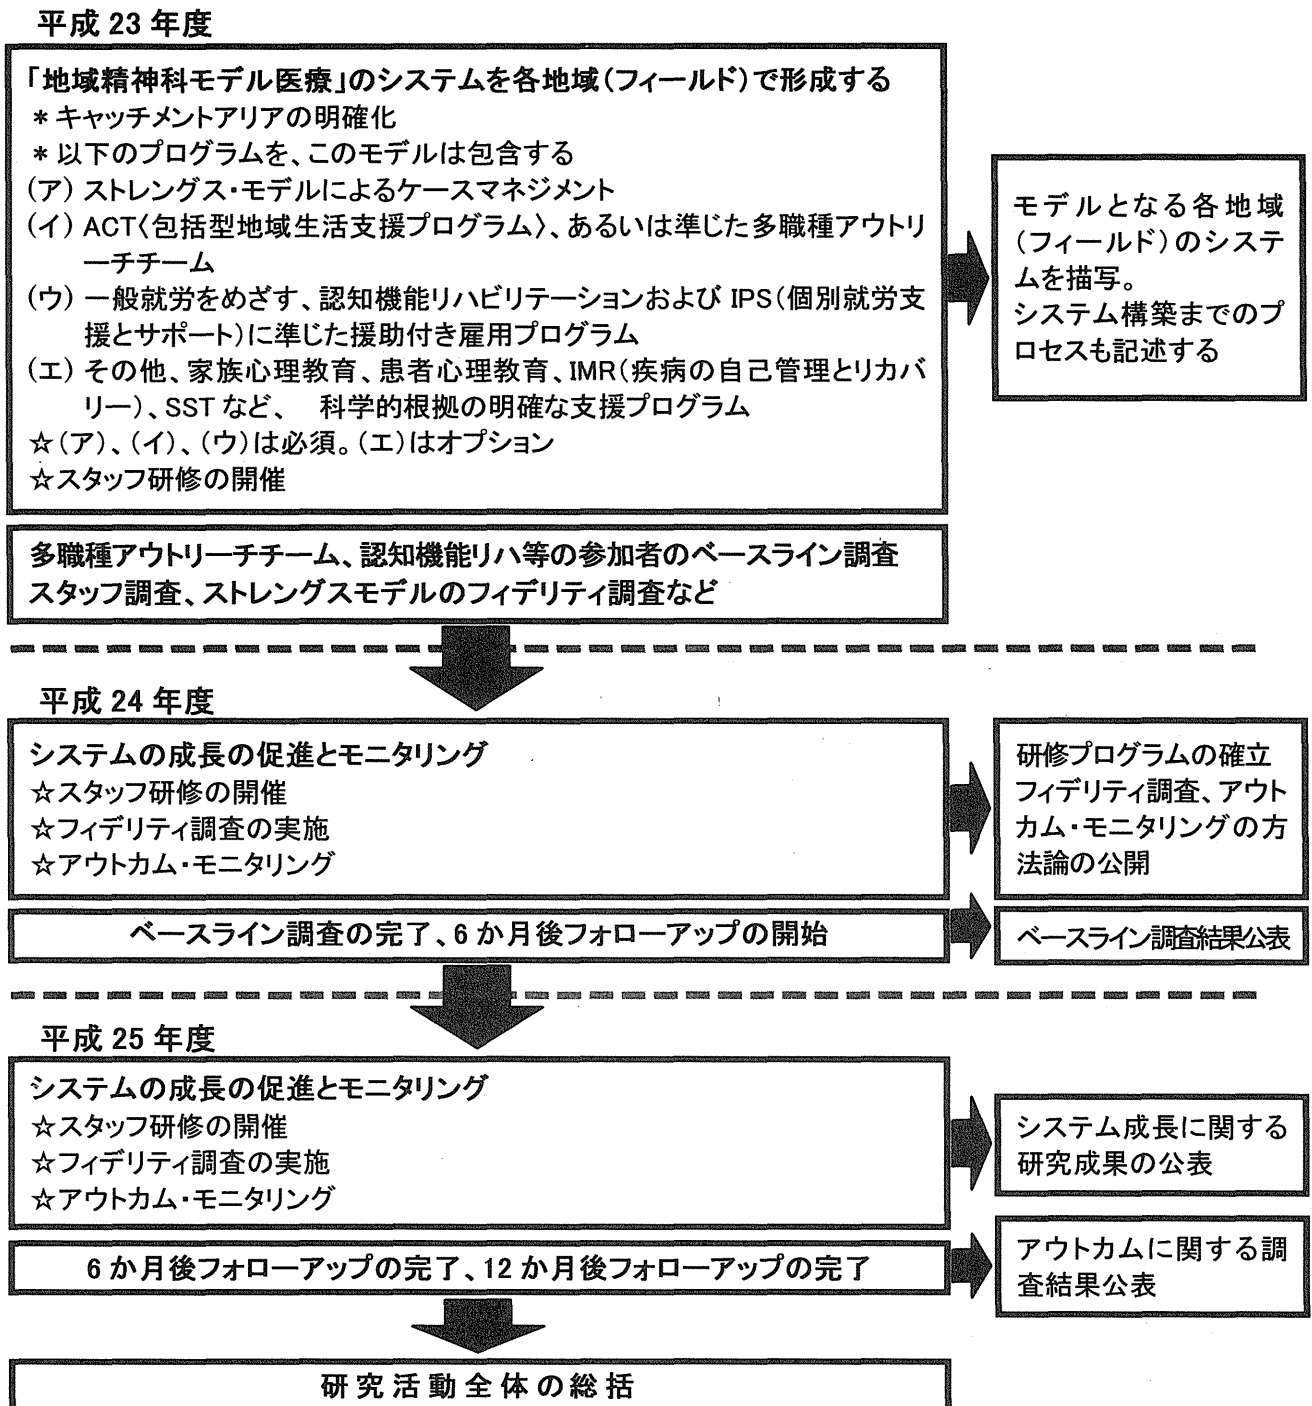 平成 23 年度
「地域精神科モデル医療」のシステムを各地域(フィールド)で形成する
＊キャッチメントアリアの明確化
＊以下のプログラムを、このモデルは包含する
(ア) ストレングス・モデルによるケースマネジメント
(イ) ACT〈包括型地域生活支援プログラム〉、あるいは準じた多職種アウトリ
ーチチーム
(ウ) 一般就労をめざす、認知機能リハビリテーションおよび IPS(個別就労支
援とサポート)に準じた援助付き雇用プログラム
(エ) その他、家族心理教育、患者心理教育、IMR(疾病の自己管理とリカバ
リー)、SST など、 科学的根拠の明確な支援プログラム
☆(ア)、(イ)、(ウ)は必須。(エ)はオプション
☆スタッフ研修の開催
モデルとなる各地域
(フィールド)のシステ
ムを描写。
システム構築までのプ
ロセスも記述する
多職種アウトリーチチーム、認知機能リハ等の参加者のベースライン調査
スタッフ調査、ストレングスモデルのフィデリティ調査など
平成 24 年度
システムの成長の促進とモニタリング
☆スタッフ研修の開催
☆フィデリティ調査の実施
☆アウトカム・モニタリング
研修プログラムの確立
フィデリティ調査、アウト
カム・モニタリングの方
法論の公開
ベースライン調査の完了、6 か月後フォローアップの開始
ベースライン調査結果公表
平成 25 年度
システムの成長の促進とモニタリング
☆スタッフ研修の開催
☆フィデリティ調査の実施
☆アウトカム・モニタリング
システム成長に関する
研究成果の公表
6 か月後フォローアップの完了、12 か月後フォローアップの完了
アウトカムに関する調
査結果公表
研究活動全体の総括